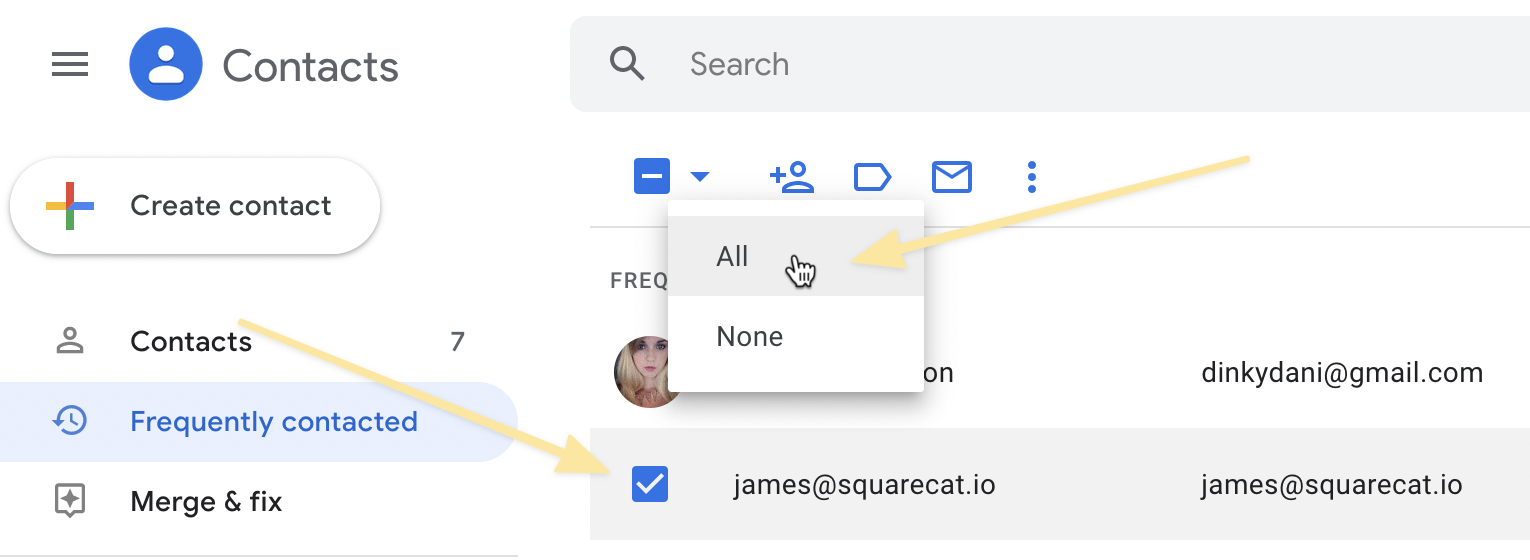 Contacts
Search
Create contact
All
FREQ
None
Contacts 7
on dinkydani@gmail.com
Frequently contacted
james@squarecat.io james@squarecat.io
Merge & fix